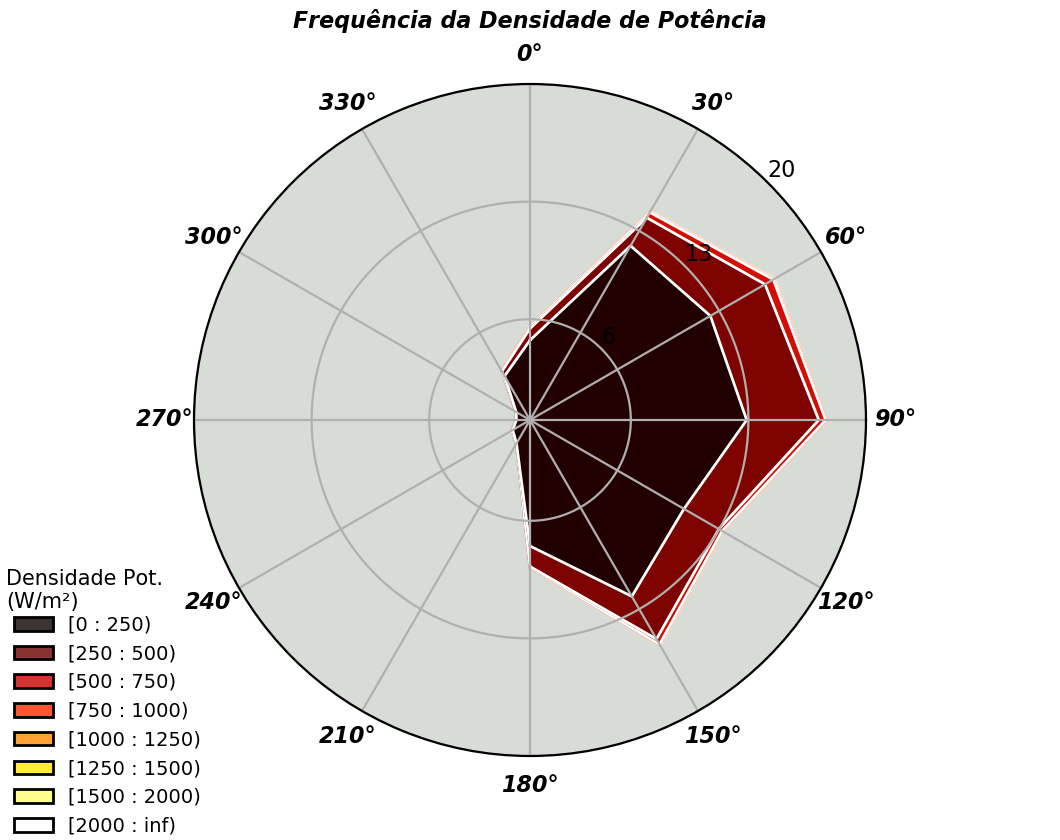 Frequência da Densidade de Potência
0°
330°
30°
20
300°
60°
13
6
270°
90°
240°
120°
210°
150°
180°
Densidade Pot.
(W/m²)
[0 : 250)
[250 : 500)
[500 : 750)
[750 : 1000)
[1000 : 1250)
[1250 : 1500)
[1500 : 2000)
[2000 : inf)